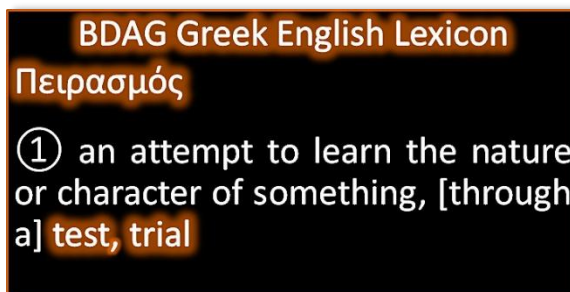 BDAG Greek English Lexicon
Πειρασμός
① an attempt to learn the nature
or character of something, [through
a] test, trial